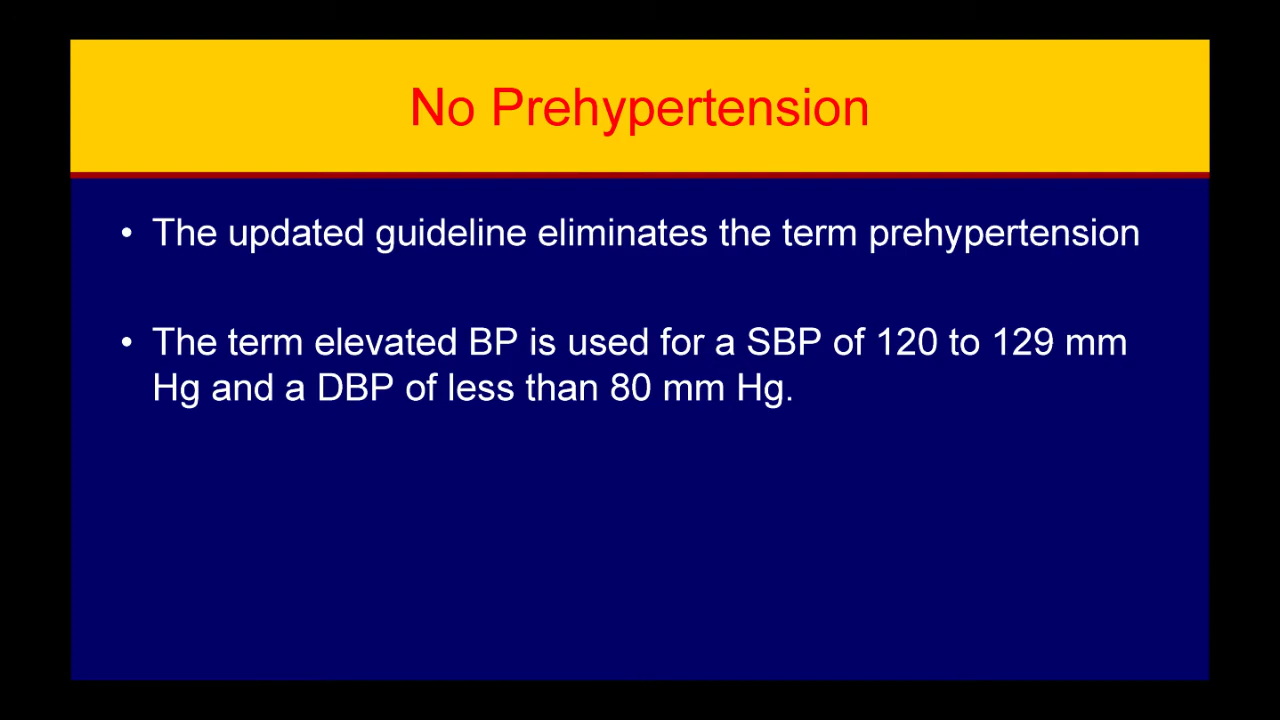 No Prehypertension
• The updated guideline eliminates the term prehypertension
• The term elevated BP is used for a SBP of 120 to 129 mm
Hg and a DBP of less than 80 mm Hg.